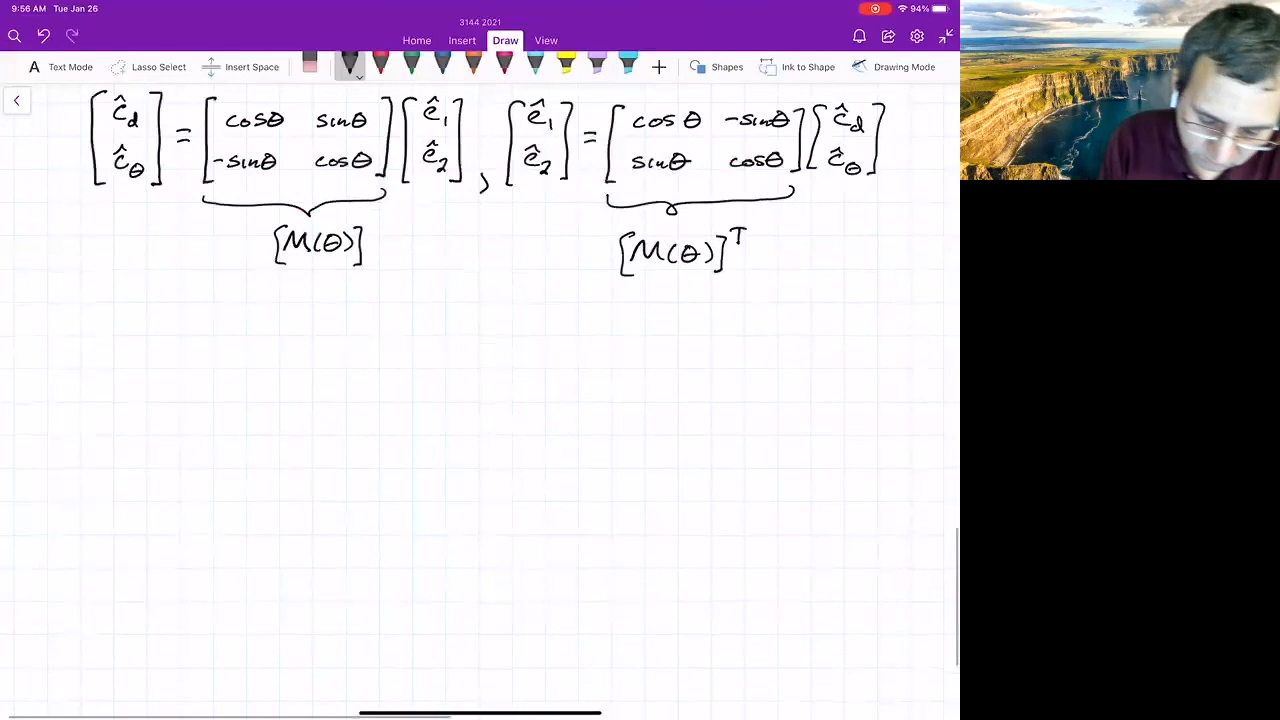 9:56 AM Tue Jan 26
94%
3144 2021
Home Insert Draw View
A Text Mode Lasso Select Insert Space Shapes Ink to Shape Drawing Mode
[ĉd ĉθ] = [cosθ sinθ -sinθ cosθ] [ê1 ê2] , [ê1 ê2] = [cosθ -sinθ sinθ cosθ] [ĉd ĉθ]
[M(θ)] [M(θ)]^T